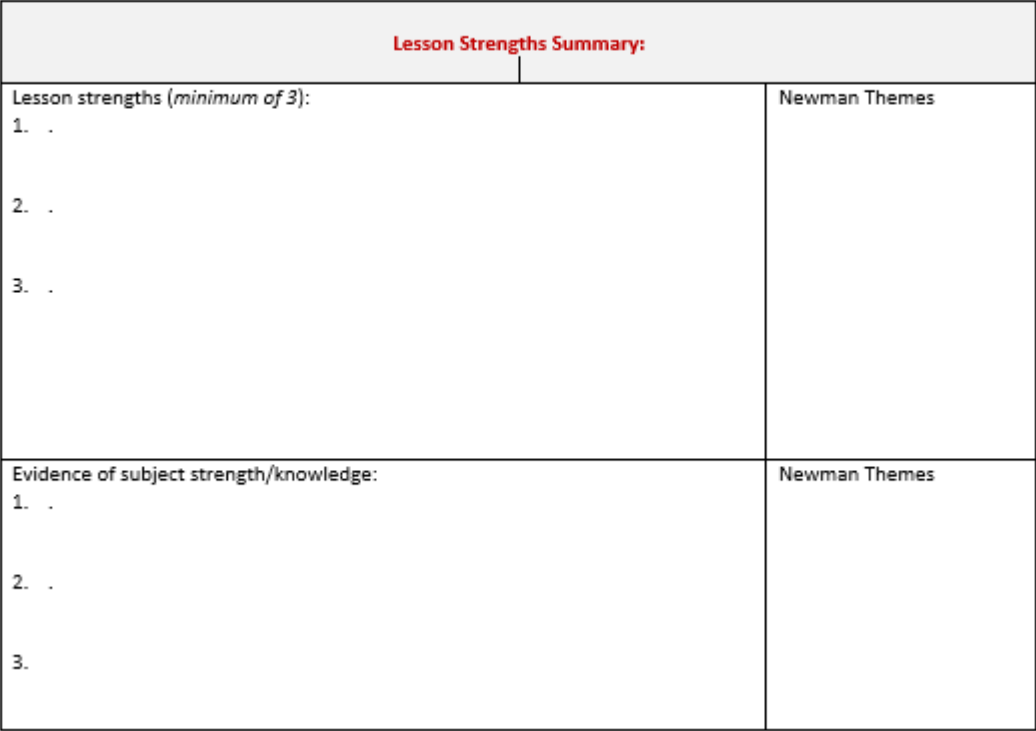 Lesson Strengths Summary:
Lesson strengths (minimum of 3):
1. .
2. .
3. .
Newman Themes
Evidence of subject strength/knowledge:
1. .
2. .
3.
Newman Themes